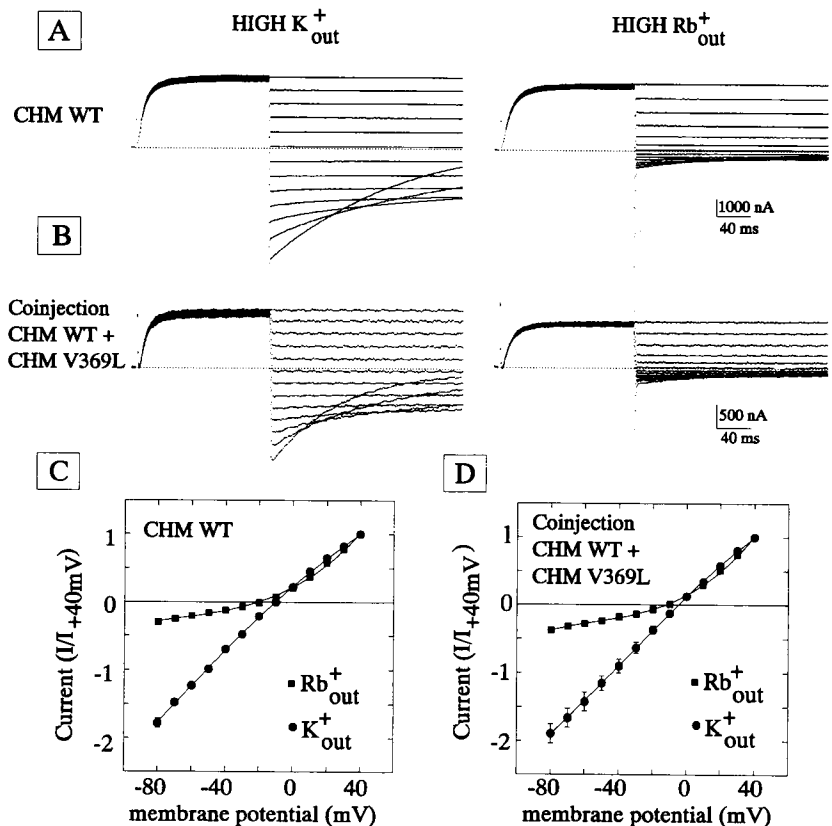 A
HIGH K+out
HIGH Rb+out
CHM WT
1000 nA
40 ms
B
Coinjection
CHM WT +
CHM V369L
500 nA
40 ms
C
CHM WT
Current (I/I+40mV)
1
0
-1
-2
Rb+out
K+out
-80
-40
0
40
membrane potential (mV)
D
Coinjection
CHM WT +
CHM V369L
Current (I/I+40mV)
1
0
-1
-2
Rb+out
K+out
-80
-40
0
40
membrane potential (mV)